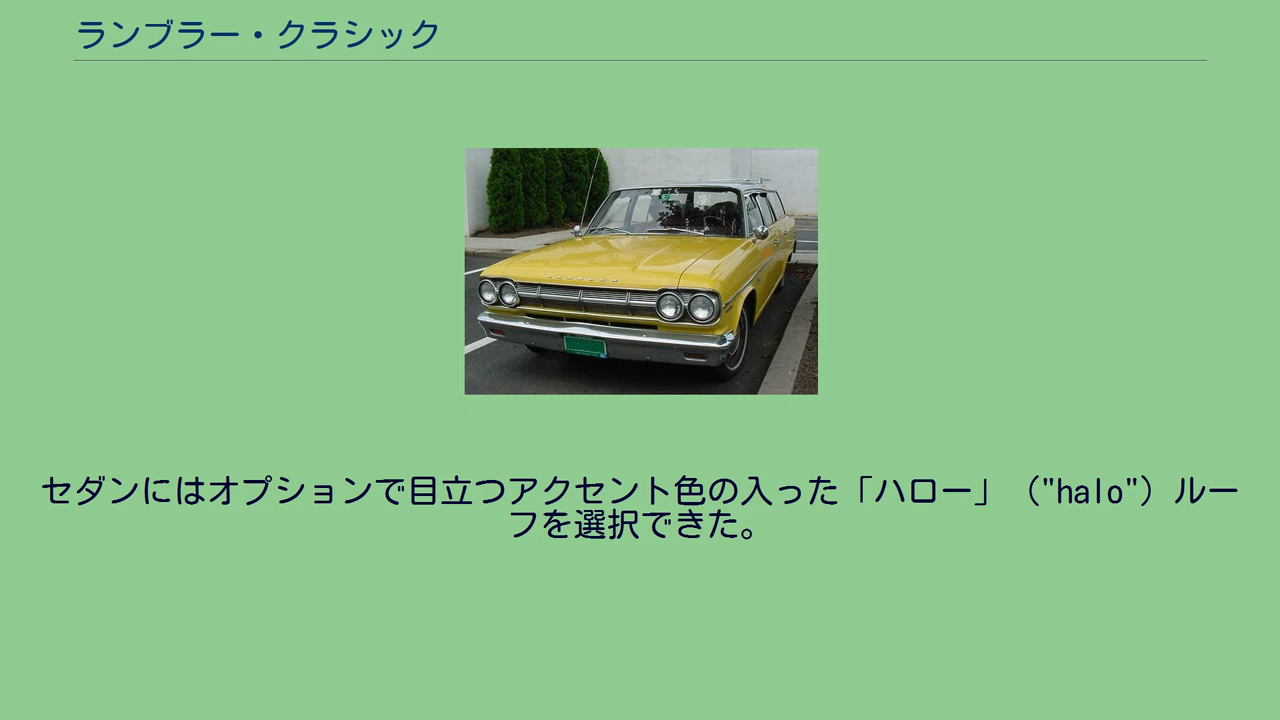 ランブラー・クラシック
セダンにはオプションで目立つアクセント色の入った「ハロー」（"halo"）ルー
フを選択できた。